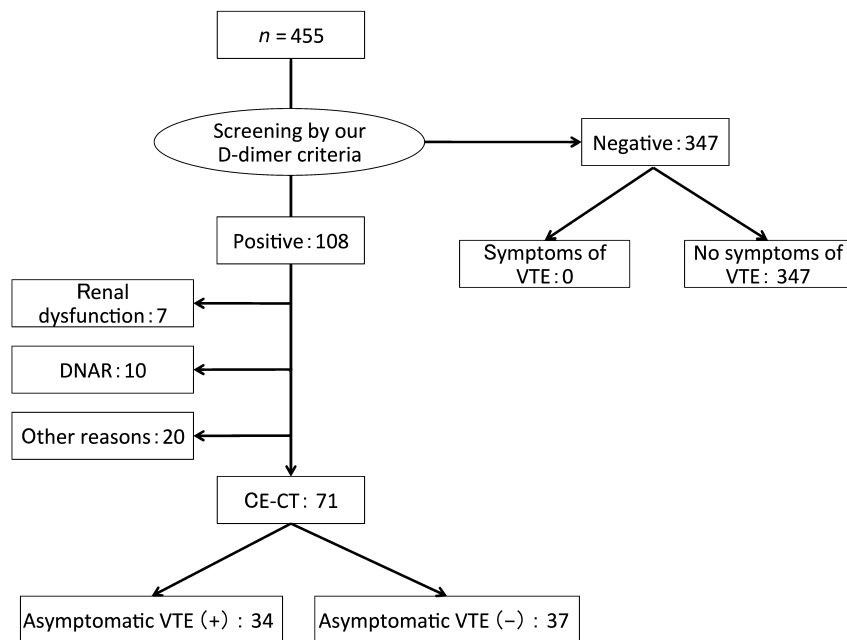 n = 455
Screening by our
D-dimer criteria
Negative : 347
Positive : 108
Symptoms of
VTE : 0
No symptoms of
VTE : 347
Renal
dysfunction : 7
DNAR : 10
Other reasons : 20
CE-CT : 71
Asymptomatic VTE (+) : 34
Asymptomatic VTE (−) : 37